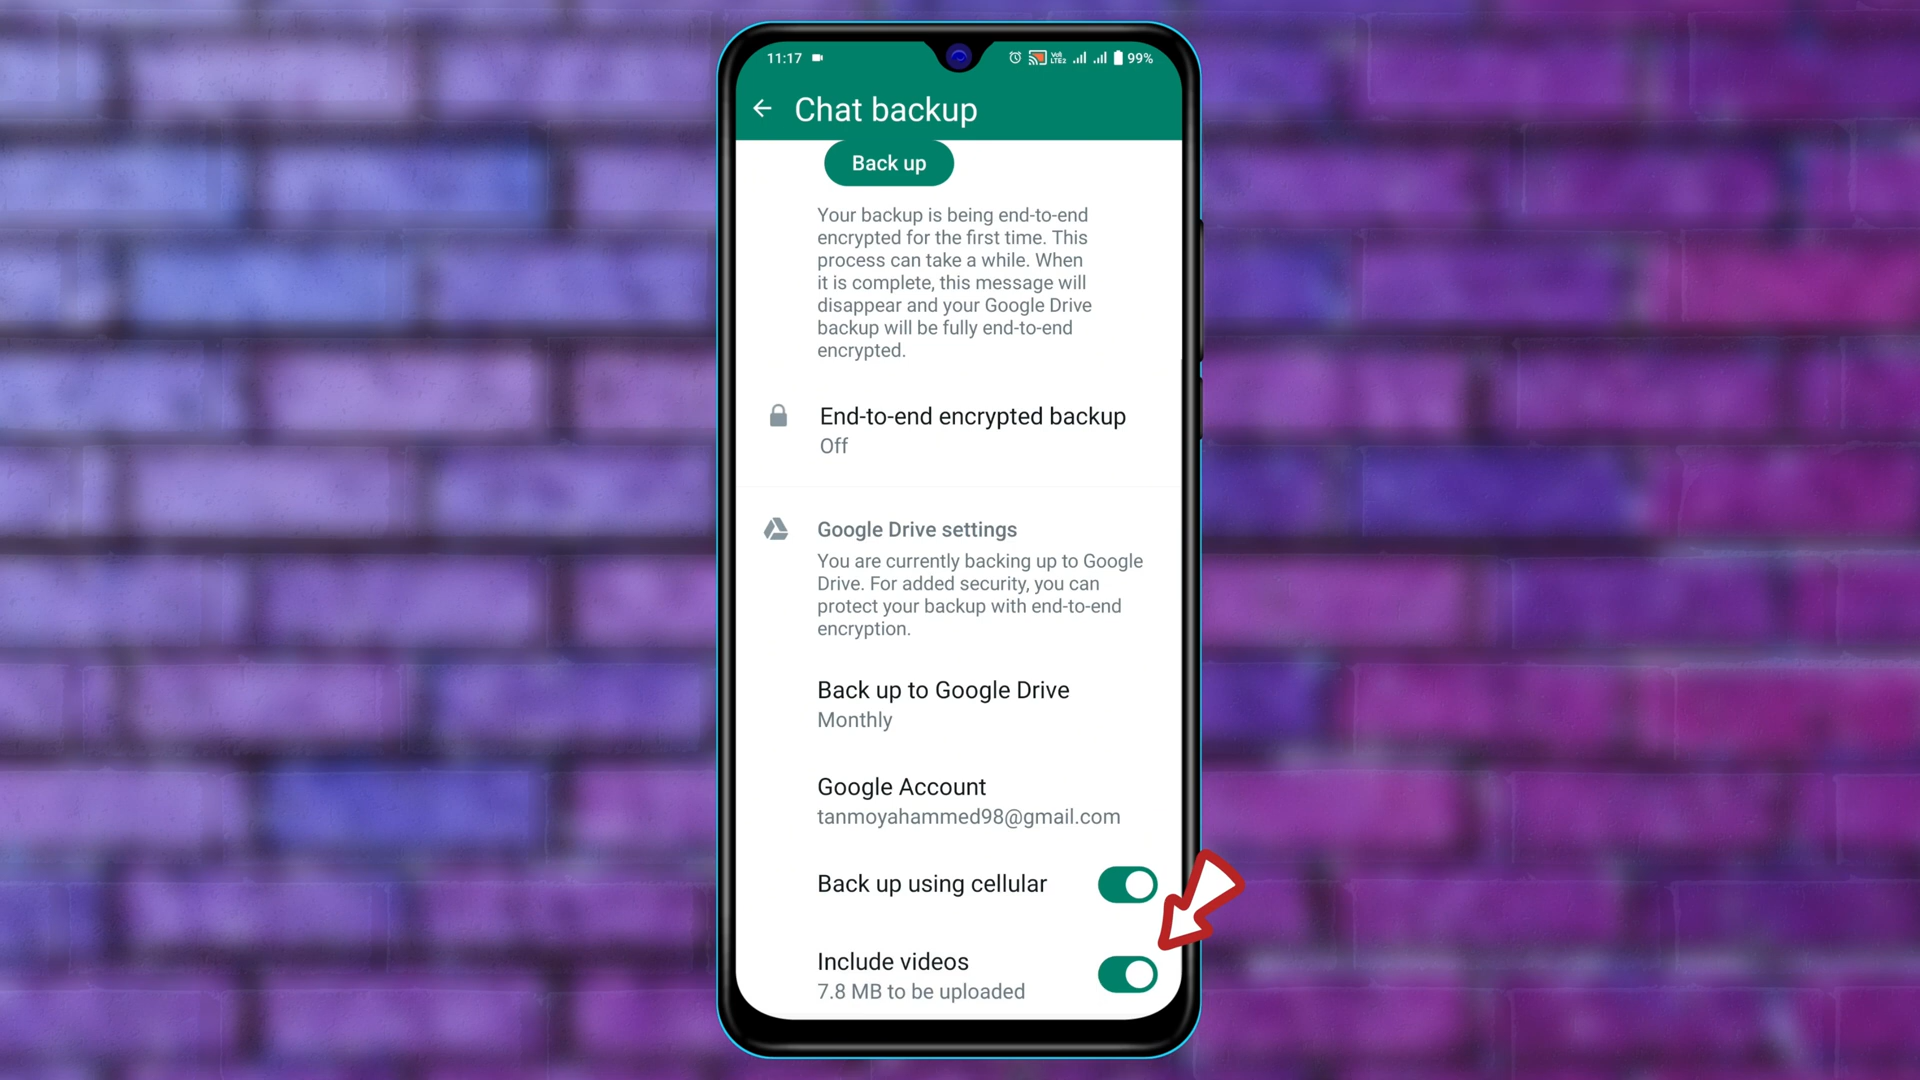 11:17 Vo) LTE2 99%
Chat backup
Back up
Your backup is being end-to-end
encrypted for the first time. This
process can take a while. When
it is complete, this message will
disappear and your Google Drive
backup will be fully end-to-end
encrypted.
End-to-end encrypted backup
Off
Google Drive settings
You are currently backing up to Google
Drive. For added security, you can
protect your backup with end-to-end
encryption.
Back up to Google Drive
Monthly
Google Account
tanmoyahammed98@gmail.com
Back up using cellular
Include videos
7.8 MB to be uploaded